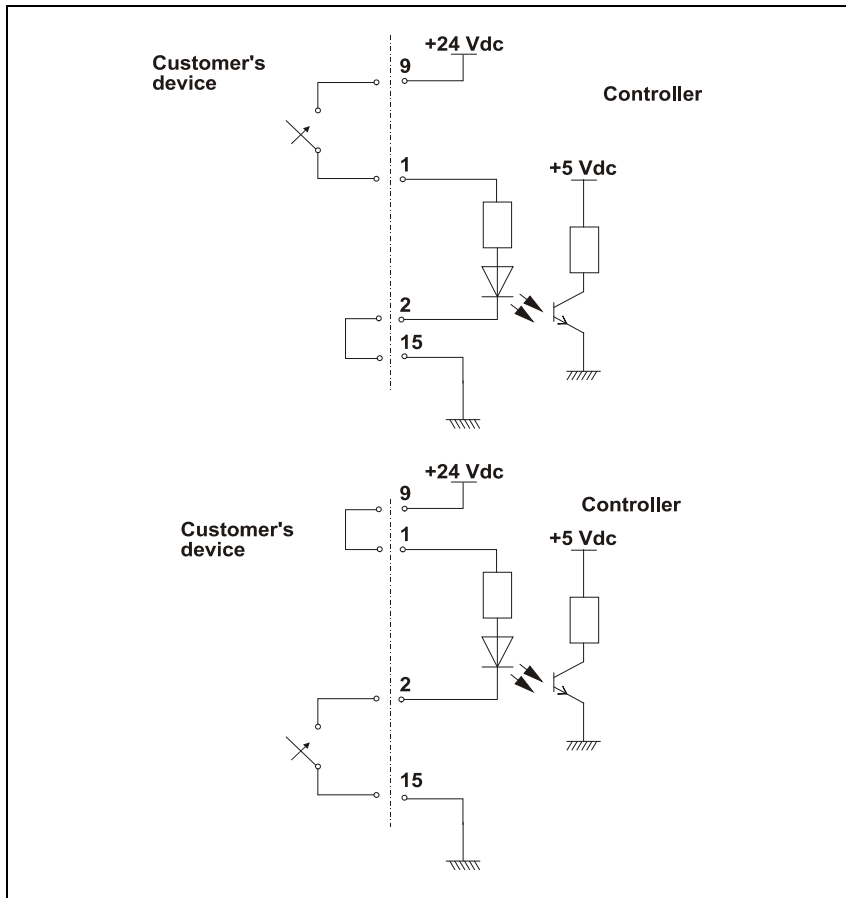 +24 Vdc
Customer's
device
9
Controller
1
+5 Vdc
2
15
+24 Vdc
9
Controller
Customer's
device
1
+5 Vdc
2
15